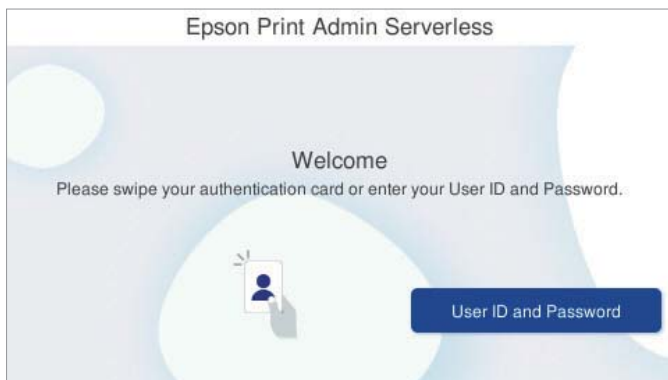 Epson Print Admin Serverless
Welcome
Please swipe your authentication card or enter your User ID and Password.
User ID and Password